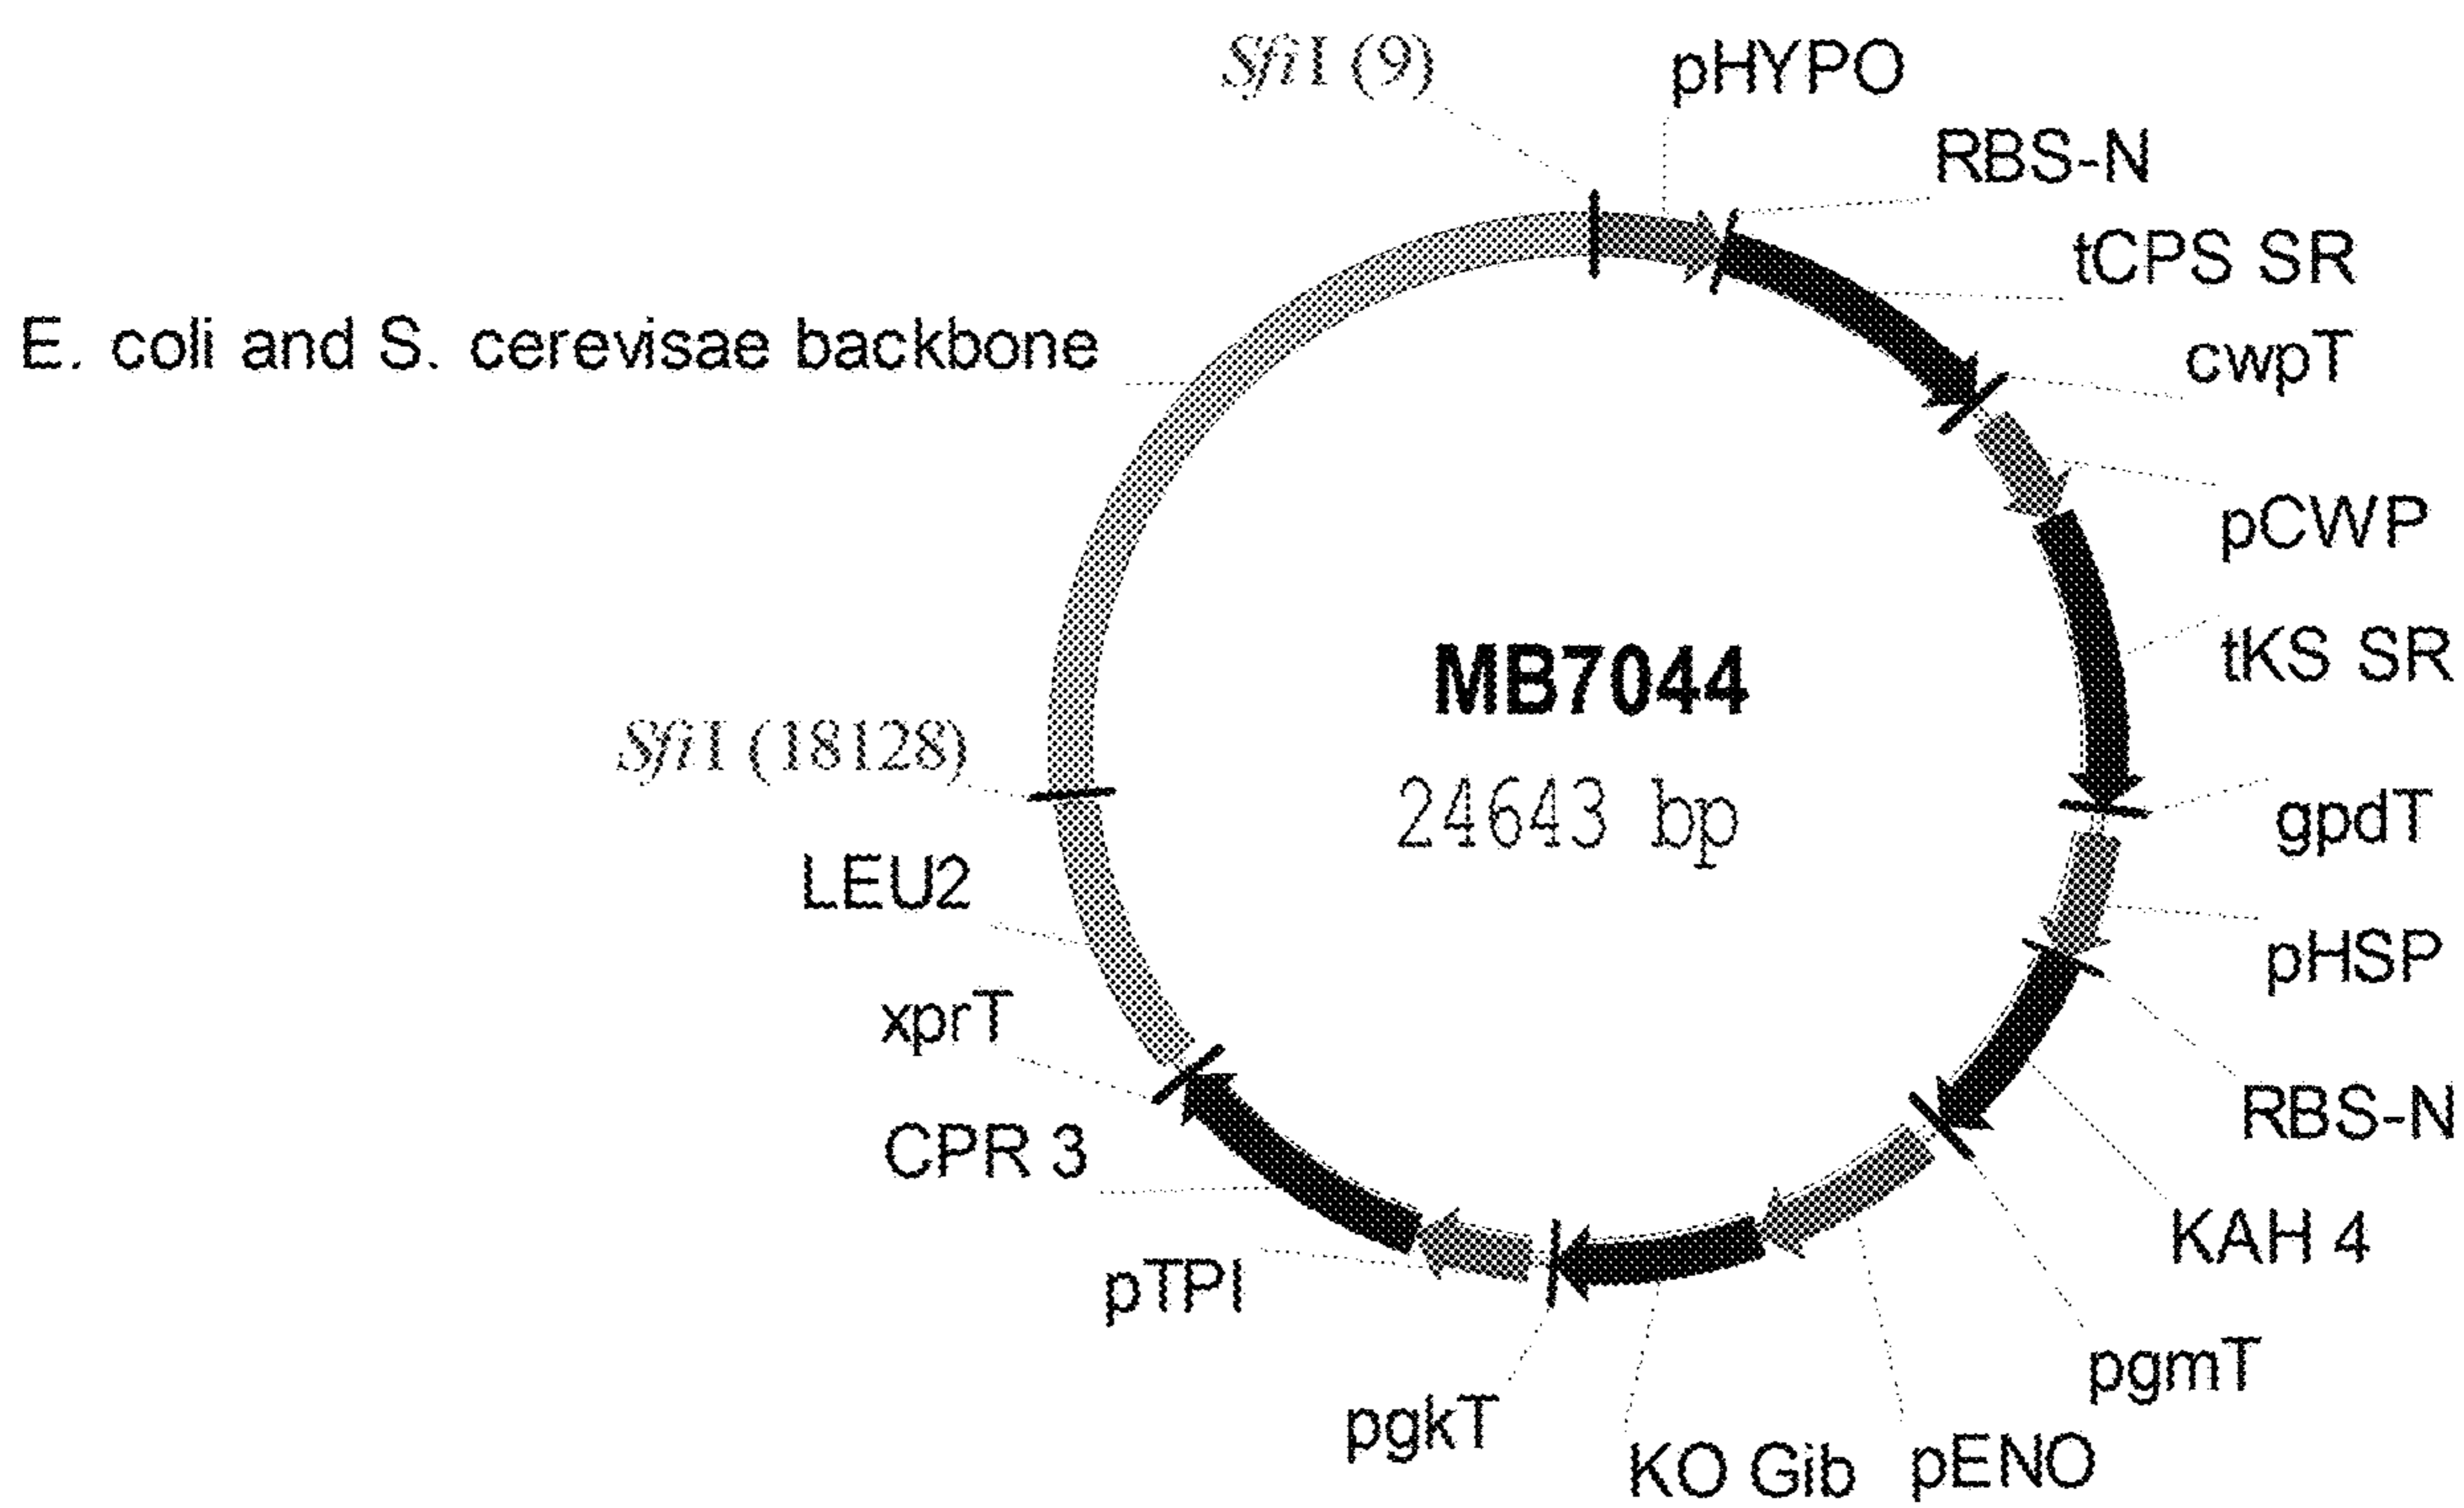 SfiI (9)
pHYPO
RBS-N
tCPS SR
cwpT
E. coli and S. cerevisae backbone
pCWP
tKS SR
MB7044
24643 bp
SfiI (18128)
gpdT
LEU2
pHSP
xprT
RBS-N
CPR 3
KAH 4
pTPI
pgmT
pgkT
KO Gib
pENO